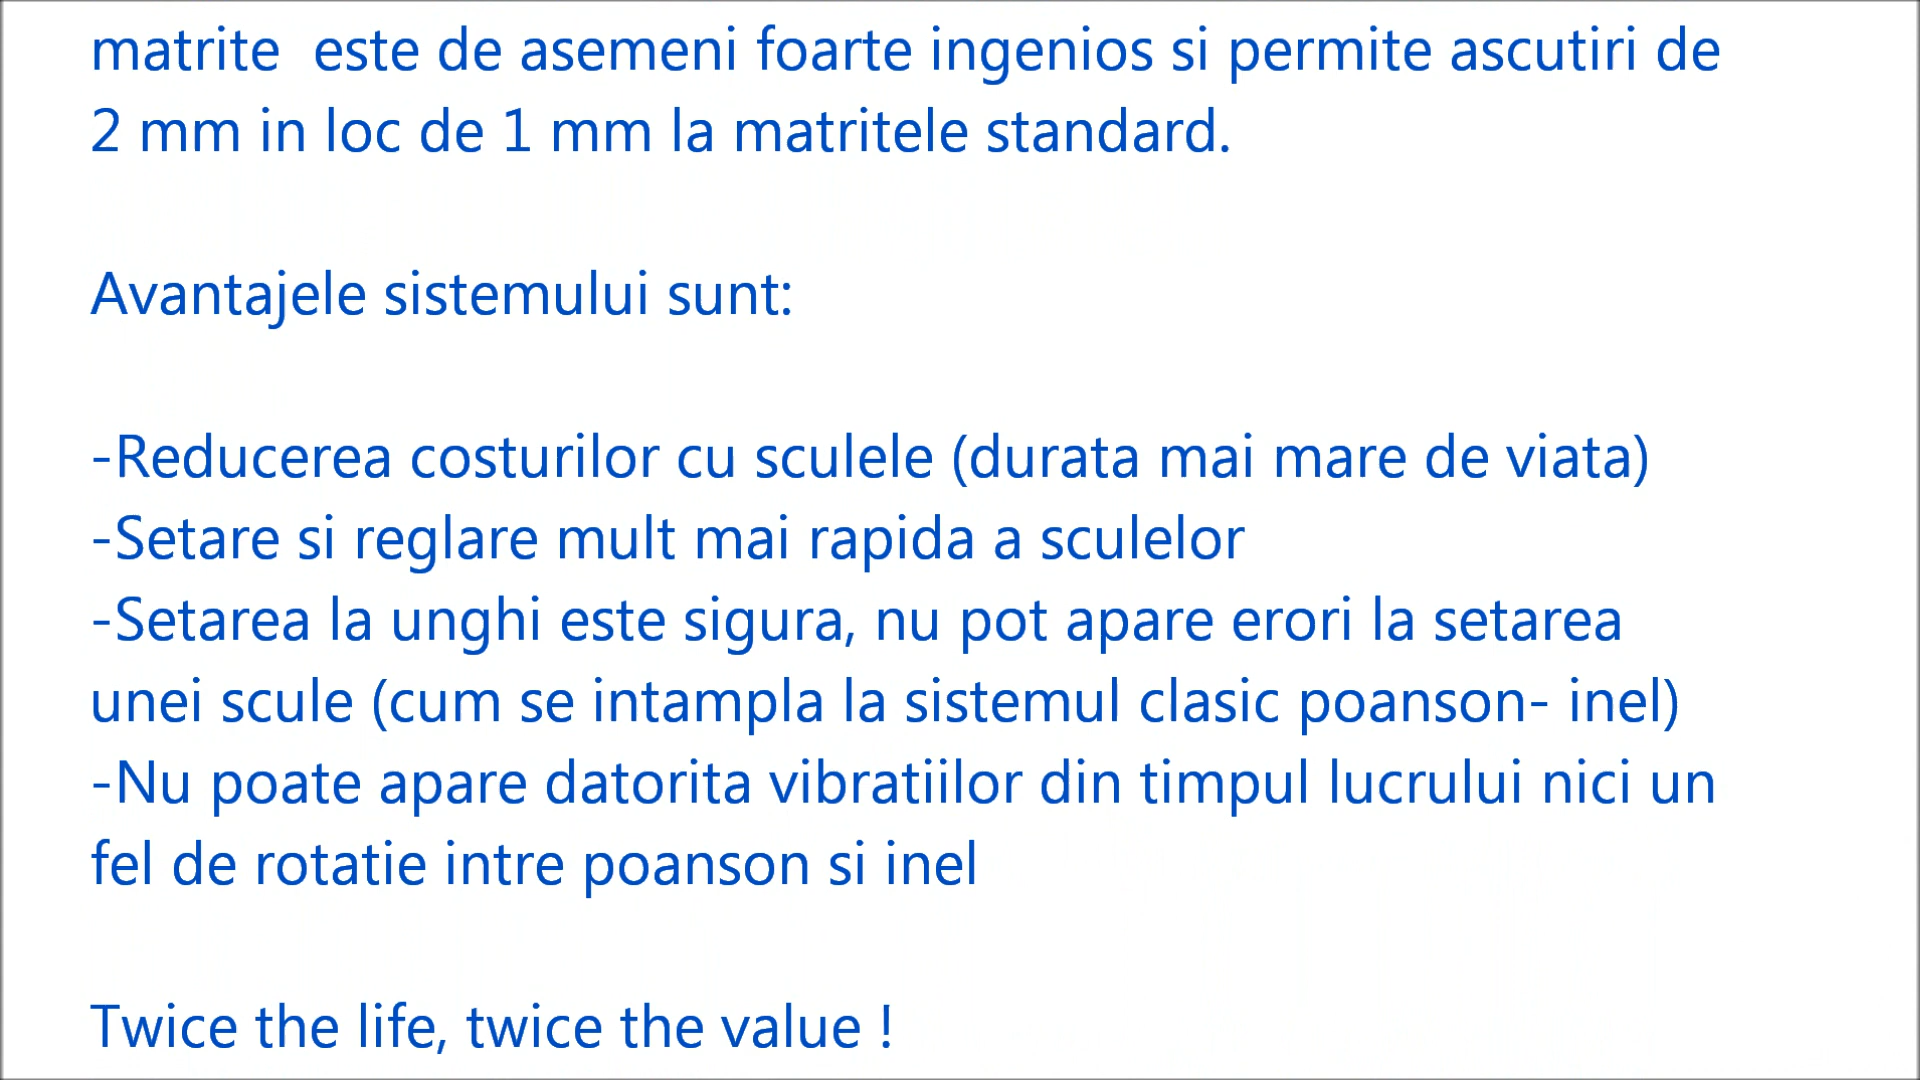 matrite  este de asemeni foarte ingenios si permite ascutiri de
2 mm in loc de 1 mm la matritele standard.
Avantajele sistemului sunt:
-Reducerea costurilor cu sculele (durata mai mare de viata)
-Setare si reglare mult mai rapida a sculelor
-Setarea la unghi este sigura, nu pot apare erori la setarea
unei scule (cum se intampla la sistemul clasic poanson- inel)
-Nu poate apare datorita vibratiilor din timpul lucrului nici un
fel de rotatie intre poanson si inel
Twice the life, twice the value !